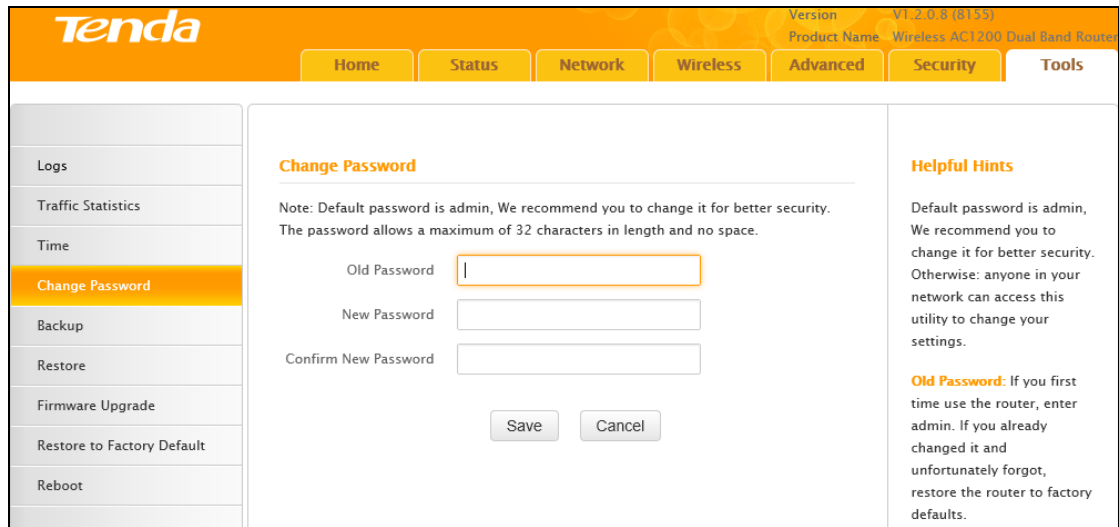 Tenda
Version V1.2.0.8 (8155)
Product Name Wireless AC1200 Dual Band Router
Home Status Network Wireless Advanced Security Tools
Logs
Traffic Statistics
Time
Change Password
Backup
Restore
Firmware Upgrade
Restore to Factory Default
Reboot
Change Password
Note: Default password is admin, We recommend you to change it for better security.
The password allows a maximum of 32 characters in length and no space.
Old Password
New Password
Confirm New Password
Save Cancel
Helpful Hints
Default password is admin,
We recommend you to
change it for better security.
Otherwise: anyone in your
network can access this
utility to change your
settings.
Old Password: If you first
time use the router, enter
admin. If you already
changed it and
unfortunately forgot,
restore the router to factory
defaults.